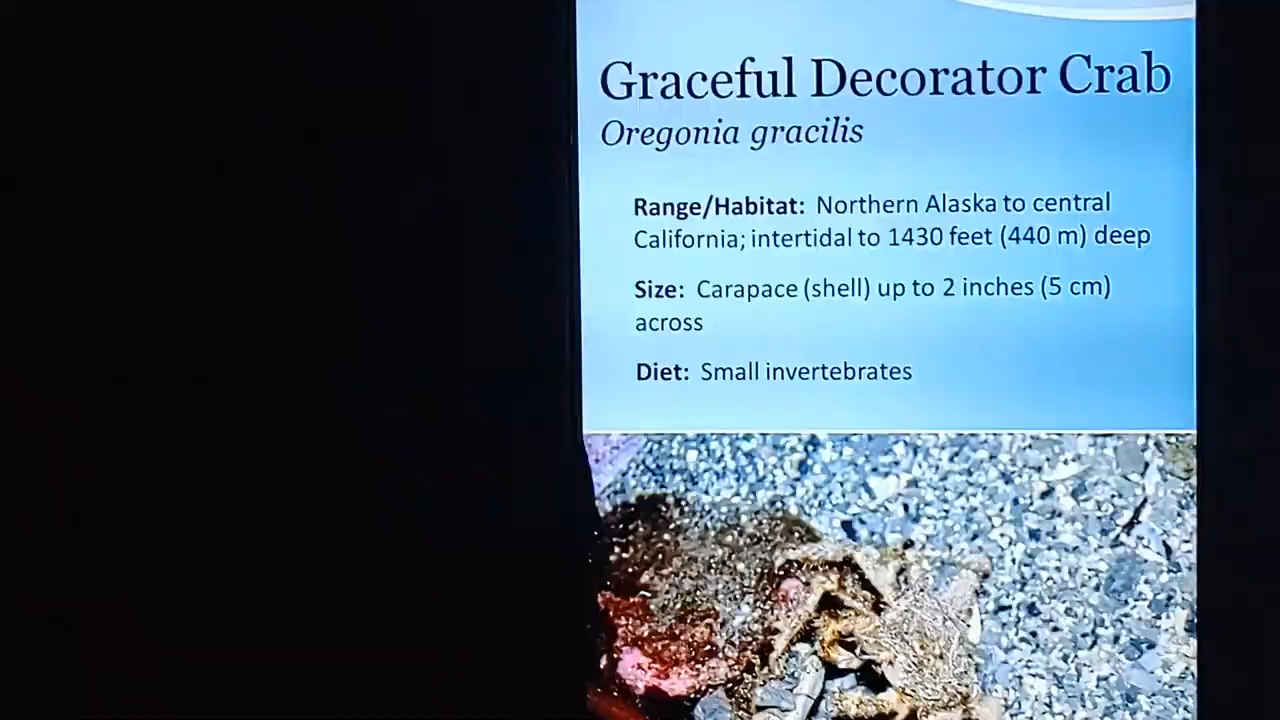 Graceful Decorator Crab
Oregonia gracilis
Range/Habitat: Northern Alaska to central
California; intertidal to 1430 feet (440 m) deep
Size: Carapace (shell) up to 2 inches (5 cm)
across
Diet: Small invertebrates